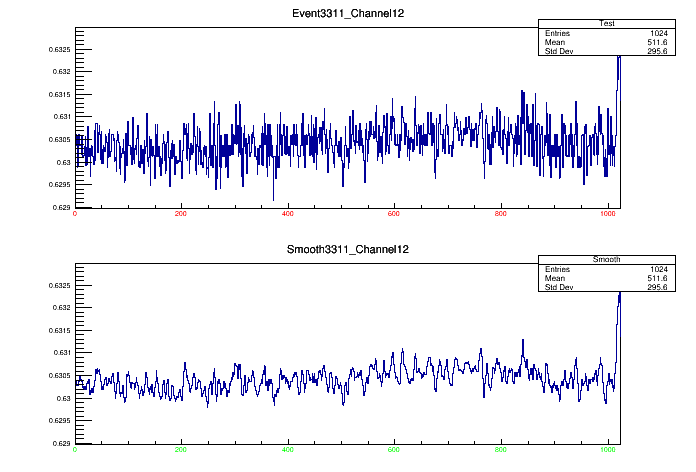 Event3311_Channel12
Test
Entries 1024
Mean 511.6
Std Dev 295.6
0.6325
0.632
0.6315
0.631
0.6305
0.63
0.6295
0.629
0 200 400 600 800 1000
Smooth3311_Channel12
Smooth
Entries 1024
Mean 511.6
Std Dev 295.6
0.6325
0.632
0.6315
0.631
0.6305
0.63
0.6295
0.629
0 200 400 600 800 1000